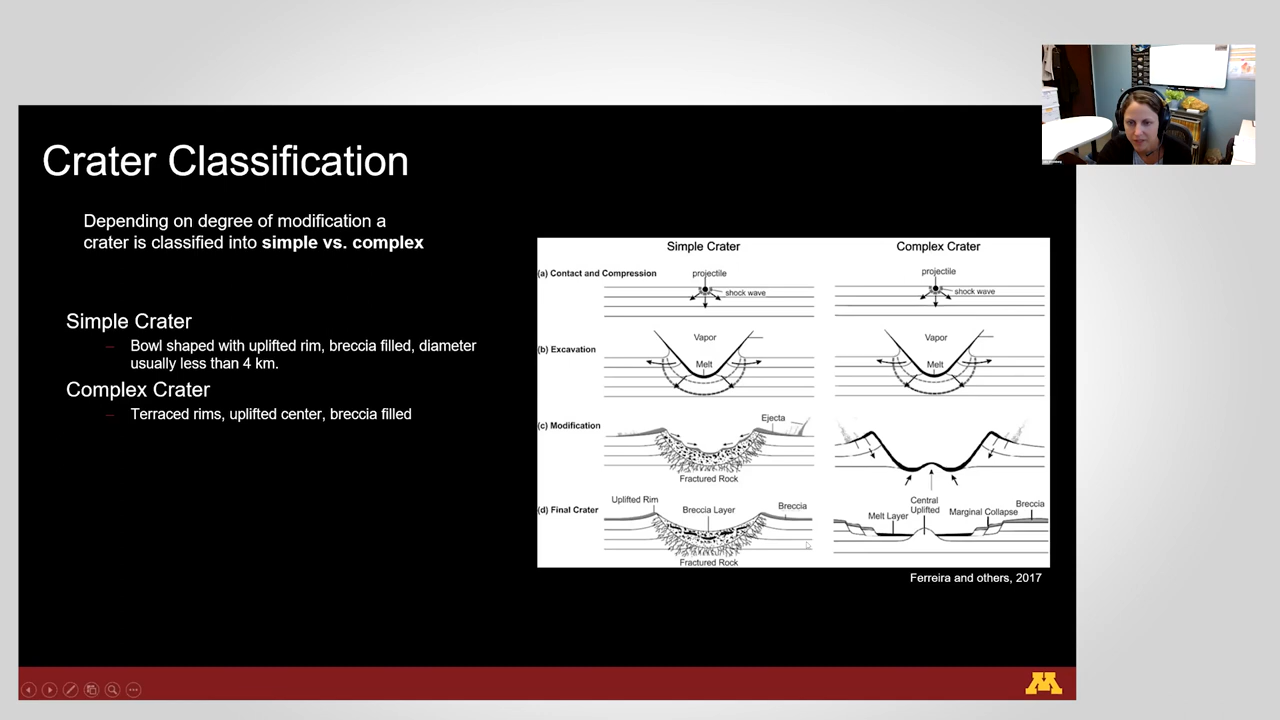 Crater Classification
Depending on degree of modification a
crater is classified into simple vs. complex
Simple Crater
Bowl shaped with uplifted rim, breccia filled, diameter
usually less than 4 km.
Complex Crater
Terraced rims, uplifted center, breccia filled
Simple Crater
Complex Crater
(a) Contact and Compression
projectile
shock wave
projectile
shock wave
(b) Excavation
Vapor
Melt
Vapor
Melt
(c) Modification
Ejecta
Fractured Rock
(d) Final Crater
Uplifted Rim
Breccia Layer
Breccia
Fractured Rock
Central
Uplifted
Melt Layer
Marginal Collapse
Breccia
Ferreira and others, 2017
M